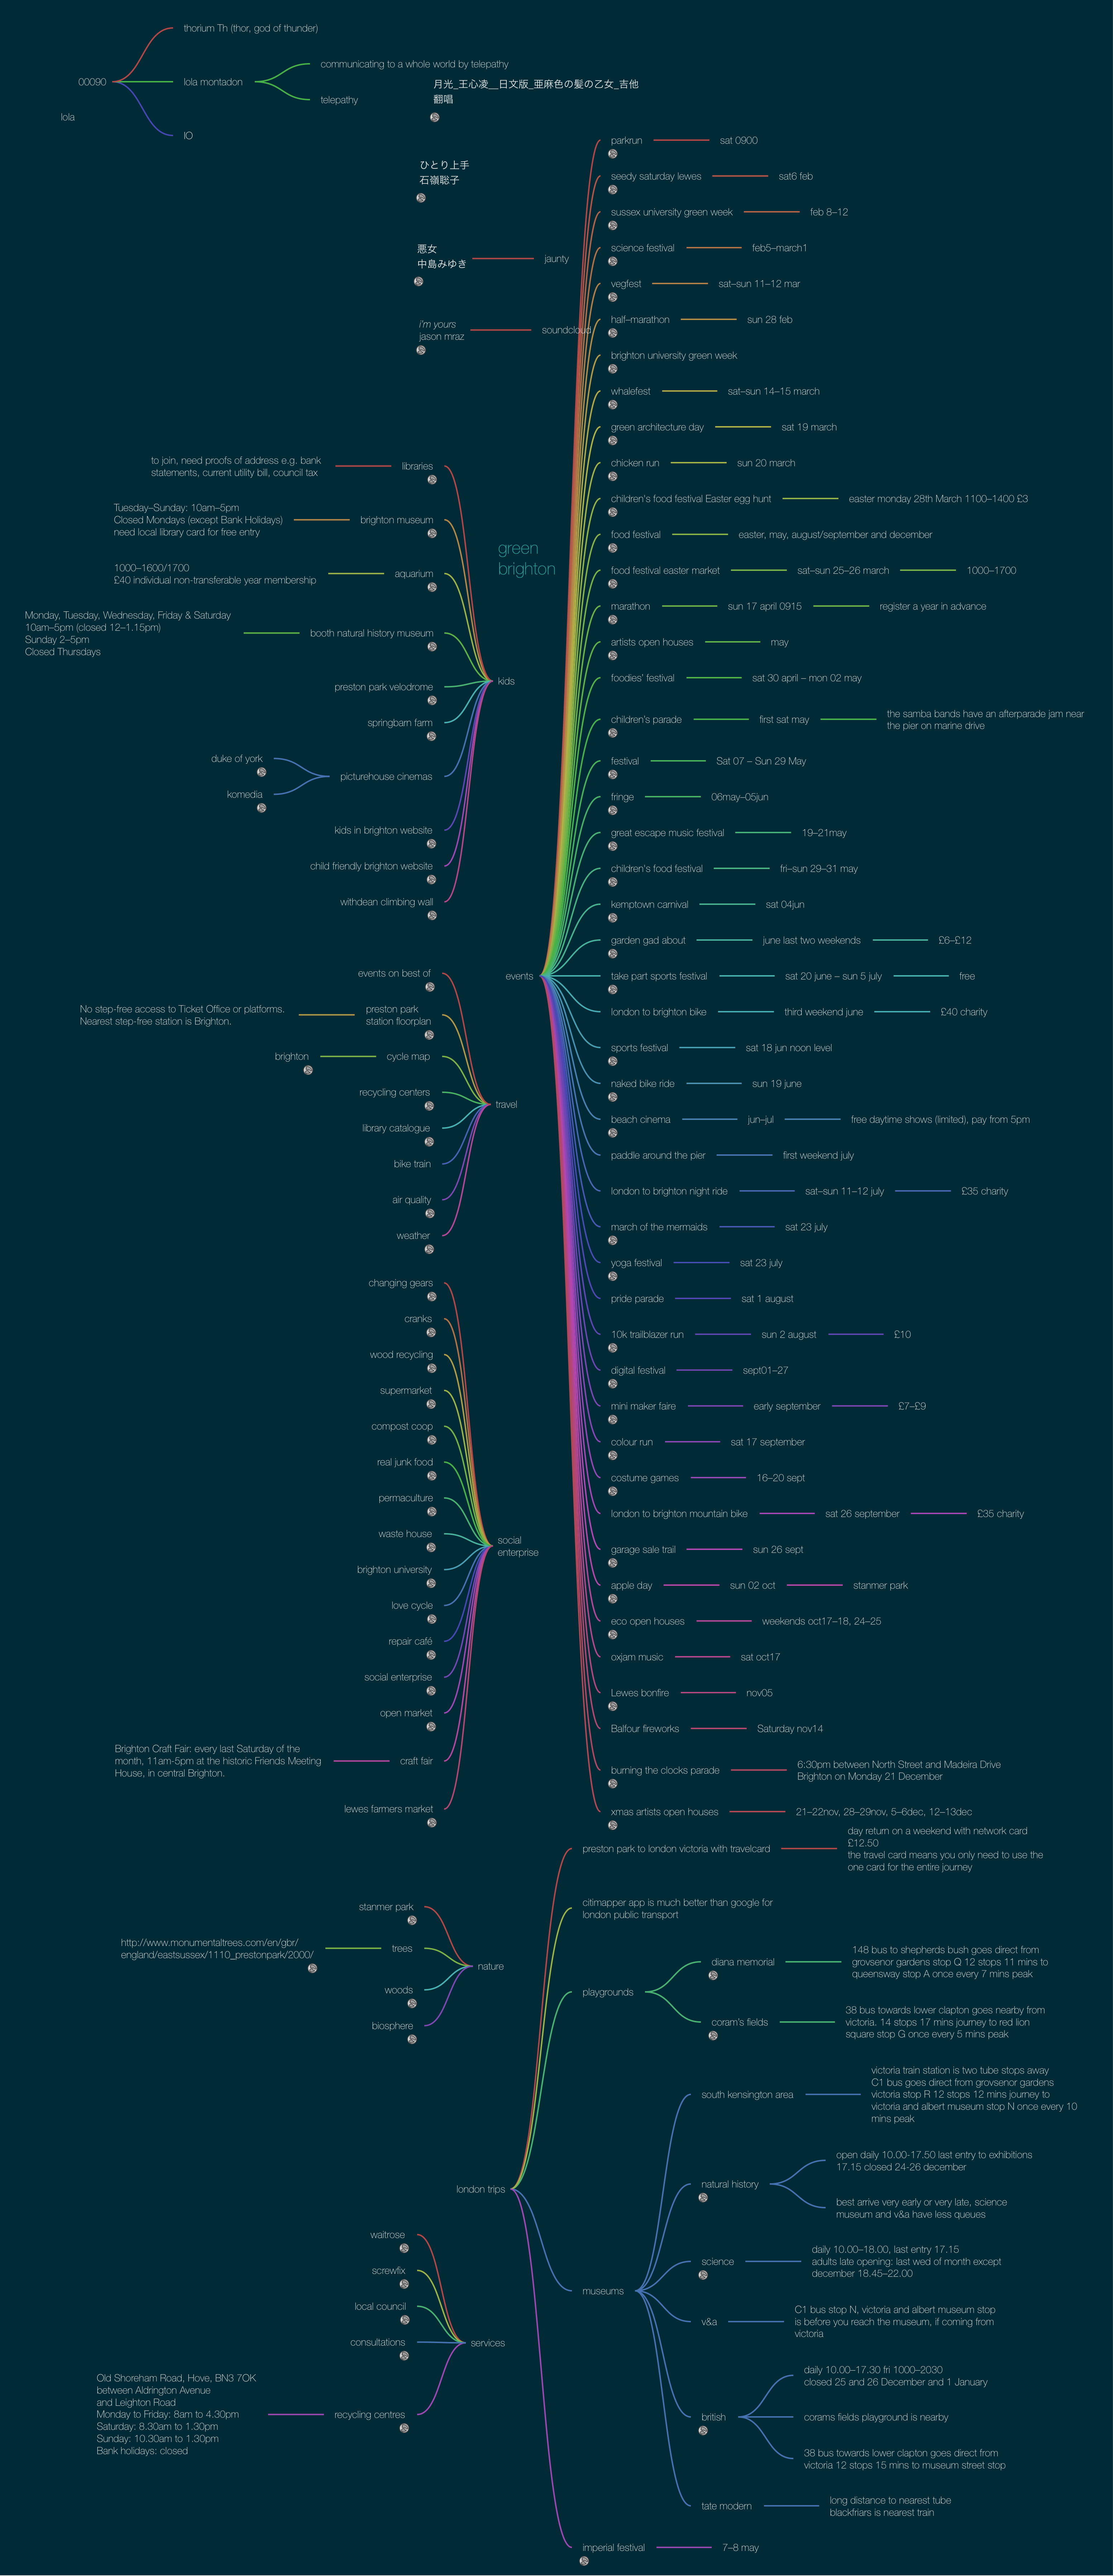 thorium Th (thor, god of thunder)
00090
lola montadon
communicating to a whole world by telepathy
telepathy
IO
lola
月光_王心凌__日文版_亜麻色の髪の乙女_吉他
翻唱
ひとり上手
石嶺聡子
悪女
中島みゆき
jaunty
i'm yours
jason mraz
soundcloud
green
brighton
kids
libraries
to join, need proofs of address e.g. bank
statements, current utility bill, council tax
brighton museum
Tuesday–Sunday: 10am–5pm
Closed Mondays (except Bank Holidays)
need local library card for free entry
aquarium
1000–1600/1700
£40 individual non-transferable year membership
booth natural history museum
Monday, Tuesday, Wednesday, Friday & Saturday
10am–5pm (closed 12–1.15pm)
Sunday 2–5pm
Closed Thursdays
preston park velodrome
springbarn farm
picturehouse cinemas
duke of york
komedia
kids in brighton website
child friendly brighton website
withdean climbing wall
travel
events on best of
preston park
station floorplan
No step-free access to Ticket Office or platforms.
Nearest step-free station is Brighton.
cycle map
brighton
recycling centers
library catalogue
bike train
air quality
weather
social
enterprise
changing gears
cranks
wood recycling
supermarket
compost coop
real junk food
permaculture
waste house
brighton university
love cycle
repair café
social enterprise
open market
craft fair
Brighton Craft Fair: every last Saturday of the
month, 11am-5pm at the historic Friends Meeting
House, in central Brighton.
lewes farmers market
nature
stanmer park
trees
http://www.monumentaltrees.com/en/gbr/
england/eastsussex/1110_prestonpark/2000/
woods
biosphere
services
waitrose
screwfix
local council
consultations
recycling centres
Old Shoreham Road, Hove, BN3 7OK
between Aldrington Avenue
and Leighton Road
Monday to Friday: 8am to 4.30pm
Saturday: 8.30am to 1.30pm
Sunday: 10.30am to 1.30pm
Bank holidays: closed
events
parkrun
sat 0900
seedy saturday lewes
sat6 feb
sussex university green week
feb 8–12
science festival
feb5–march1
vegfest
sat–sun 11–12 mar
half–marathon
sun 28 feb
brighton university green week
whalefest
sat–sun 14–15 march
green architecture day
sat 19 march
chicken run
sun 20 march
children's food festival Easter egg hunt
easter monday 28th March 1100–1400 £3
food festival
easter, may, august/september and december
food festival easter market
sat–sun 25–26 march
1000–1700
marathon
sun 17 april 0915
register a year in advance
artists open houses
may
foodies' festival
sat 30 april – mon 02 may
children's parade
first sat may
the samba bands have an afterparade jam near
the pier on marine drive
festival
Sat 07 – Sun 29 May
fringe
06may–05jun
great escape music festival
19–21may
children's food festival
fri–sun 29–31 may
kemptown carnival
sat 04jun
garden gad about
june last two weekends
£6–£12
take part sports festival
sat 20 june – sun 5 july
free
london to brighton bike
third weekend june
£40 charity
sports festival
sat 18 jun noon level
naked bike ride
sun 19 june
beach cinema
jun–jul
free daytime shows (limited), pay from 5pm
paddle around the pier
first weekend july
london to brighton night ride
sat–sun 11–12 july
£35 charity
march of the mermaids
sat 23 july
yoga festival
sat 23 july
pride parade
sat 1 august
10k trailblazer run
sun 2 august
£10
digital festival
sept01–27
mini maker faire
early september
£7–£9
colour run
sat 17 september
costume games
16–20 sept
london to brighton mountain bike
sat 26 september
£35 charity
garage sale trail
sun 26 sept
apple day
sun 02 oct
stanmer park
eco open houses
weekends oct17–18, 24–25
oxjam music
sat oct17
Lewes bonfire
nov05
Balfour fireworks
Saturday nov14
burning the clocks parade
6:30pm between North Street and Madeira Drive
Brighton on Monday 21 December
xmas artists open houses
21–22nov, 28–29nov, 5–6dec, 12–13dec
london trips
preston park to london victoria with travelcard
day return on a weekend with network card
£12.50
the travel card means you only need to use the
one card for the entire journey
citimapper app is much better than google for
london public transport
playgrounds
diana memorial
148 bus to shepherds bush goes direct from
grovsenor gardens stop Q 12 stops 11 mins to
queensway stop A once every 7 mins peak
coram's fields
38 bus towards lower clapton goes nearby from
victoria. 14 stops 17 mins journey to red lion
square stop G once every 5 mins peak
museums
south kensington area
victoria train station is two tube stops away
C1 bus goes direct from grovsenor gardens
victoria stop R 12 stops 12 mins journey to
victoria and albert museum stop N once every 10
mins peak
natural history
open daily 10.00-17.50 last entry to exhibitions
17.15 closed 24-26 december
best arrive very early or very late, science
museum and v&a have less queues
science
daily 10.00–18.00, last entry 17.15
adults late opening: last wed of month except
december 18.45–22.00
v&a
C1 bus stop N, victoria and albert museum stop
is before you reach the museum, if coming from
victoria
british
daily 10.00–17.30 fri 1000–2030
closed 25 and 26 December and 1 January
corams fields playground is nearby
38 bus towards lower clapton goes direct from
victoria 12 stops 15 mins to museum street stop
tate modern
long distance to nearest tube
blackfriars is nearest train
imperial festival
7–8 may